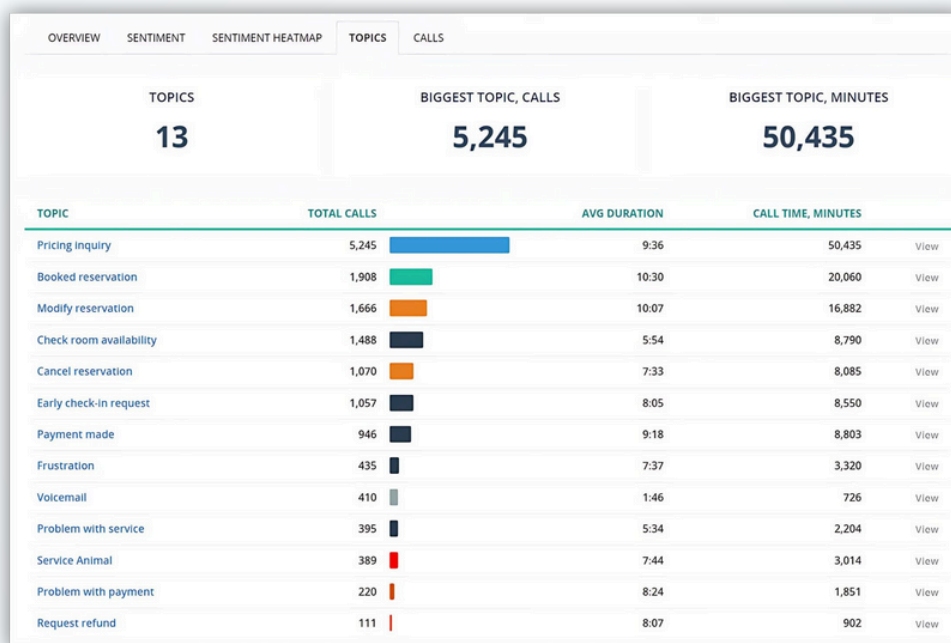 OVERVIEW SENTIMENT SENTIMENT HEATMAP TOPICS CALLS
TOPICS BIGGEST TOPIC, CALLS BIGGEST TOPIC, MINUTES
13 5,245 50,435
TOPIC TOTAL CALLS AVG DURATION CALL TIME, MINUTES
Pricing inquiry 5,245 9:36 50,435 View
Booked reservation 1,908 10:30 20,060 View
Modify reservation 1,666 10:07 16,882 View
Check room availability 1,488 5:54 8,790 View
Cancel reservation 1,070 7:33 8,085 View
Early check-in request 1,057 8:05 8,550 View
Payment made 946 9:18 8,803 View
Frustration 435 7:37 3,320 View
Voicemail 410 1:46 726 View
Problem with service 395 5:34 2,204 View
Service Animal 389 7:44 3,014 View
Problem with payment 220 8:24 1,851 View
Request refund 111 8:07 902 View